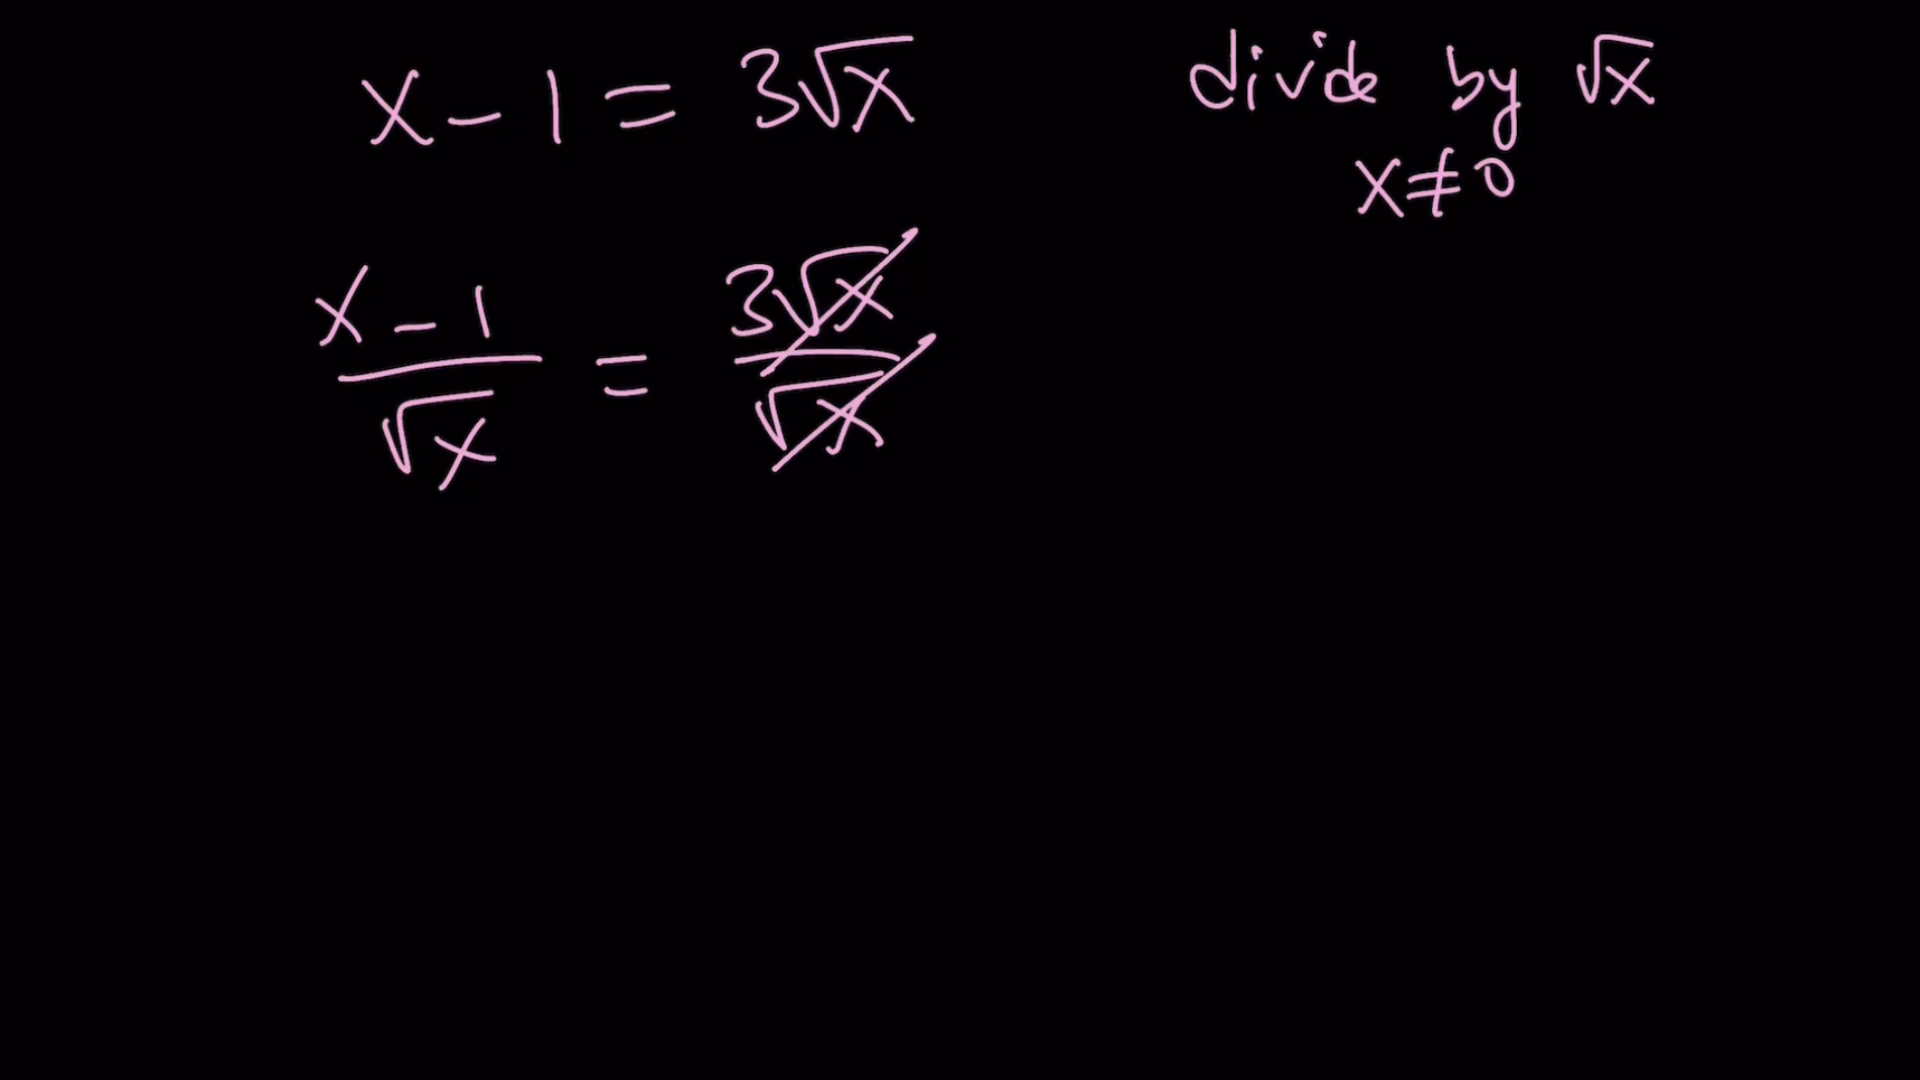 x - 1 = 3√x
divide by √x
x ≠ 0
(x - 1)/√x = 3√x/√x